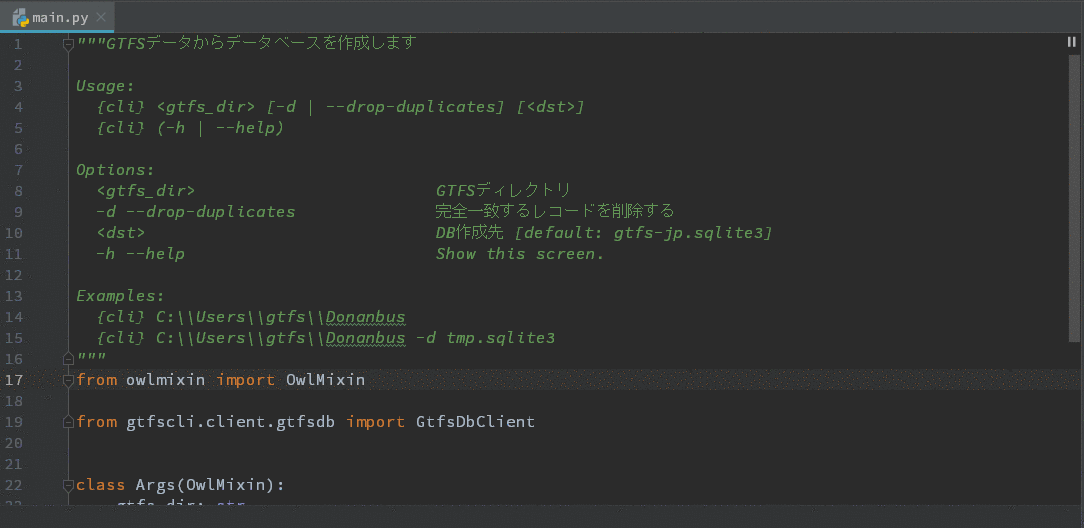 main.py
1 """GTFSデータからデータベースを作成します
2
3 Usage:
4 {cli} <gtfs_dir> [-d | --drop-duplicates] [<dst>]
5 {cli} (-h | --help)
6
7 Options:
8 <gtfs_dir> GTFSディレクトリ
9 -d --drop-duplicates 完全一致するレコードを削除する
10 <dst> DB作成先 [default: gtfs-jp.sqlite3]
11 -h --help Show this screen.
12
13 Examples:
14 {cli} C:\\Users\\gtfs\\Donanbus
15 {cli} C:\\Users\\gtfs\\Donanbus -d tmp.sqlite3
16 """
17 from owlmixin import OwlMixin
18
19 from gtfscli.client.gtfsdb import GtfsDbClient
20
21
22 class Args(OwlMixin):
23 gtfs_dir: str